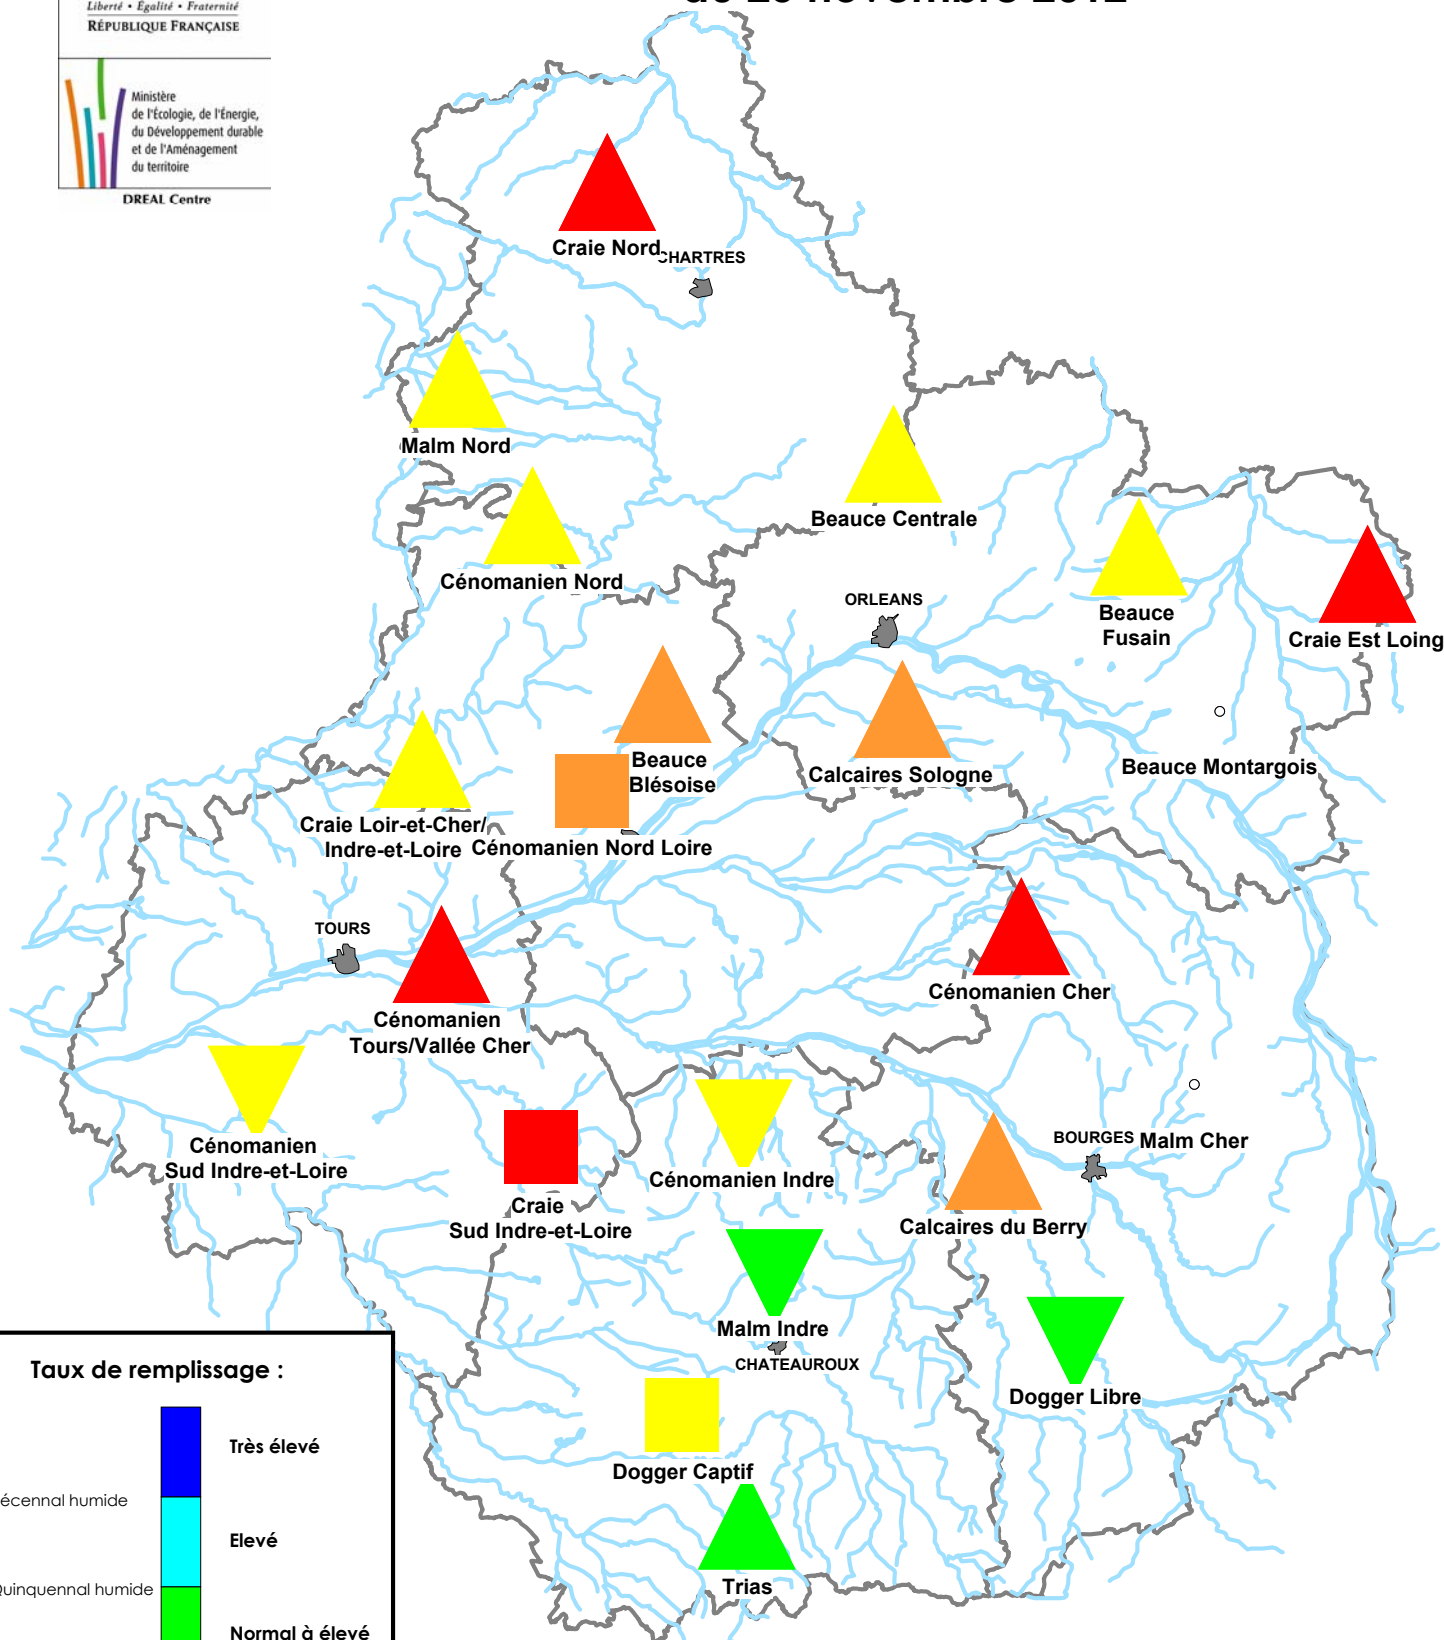 Liberté • Égalité • Fraternité
RÉPUBLIQUE FRANÇAISE
Ministère
de l'Écologie, de l'Énergie,
du Développement durable
et de l'Aménagement
du territoire
DREAL Centre
Craie Nord
CHARTRES
Malm Nord
Beauce Centrale
Cénomanien Nord
ORLEANS
Beauce
Fusain
Craie Est Loing
Beauce
Blésoise
Calcaires Sologne
Beauce Montargois
Craie Loir-et-Cher/
Indre-et-Loire
Cénomanien Nord Loire
TOURS
Cénomanien
Tours/Vallée Cher
Cénomanien Cher
Cénomanien
Sud Indre-et-Loire
BOURGES
Malm Cher
Cénomanien Indre
Craie
Sud Indre-et-Loire
Calcaires du Berry
Malm Indre
CHATEAUROUX
Dogger Libre
Dogger Captif
Trias
Taux de remplissage :
Très élevé
écennal humide
Elevé
Quinquennal humide
Normal à élevé